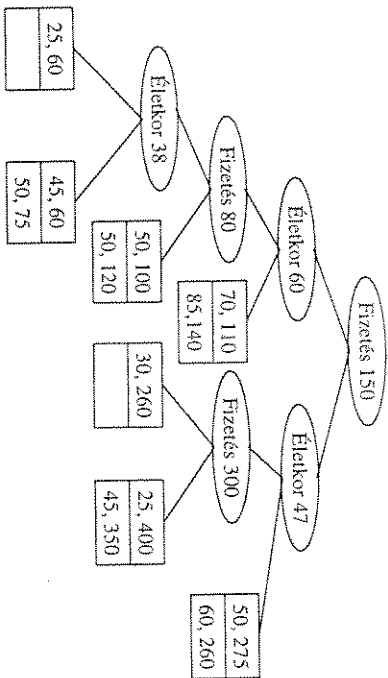 Fizetés 150
Életkor 60
Életkor 47
Fizetés 80
70, 110
85,140
Fizetés 300
50, 275
60, 260
Életkor 38
50, 100
50, 120
30, 260
25, 400
45, 350
25, 60
45, 60
50, 75